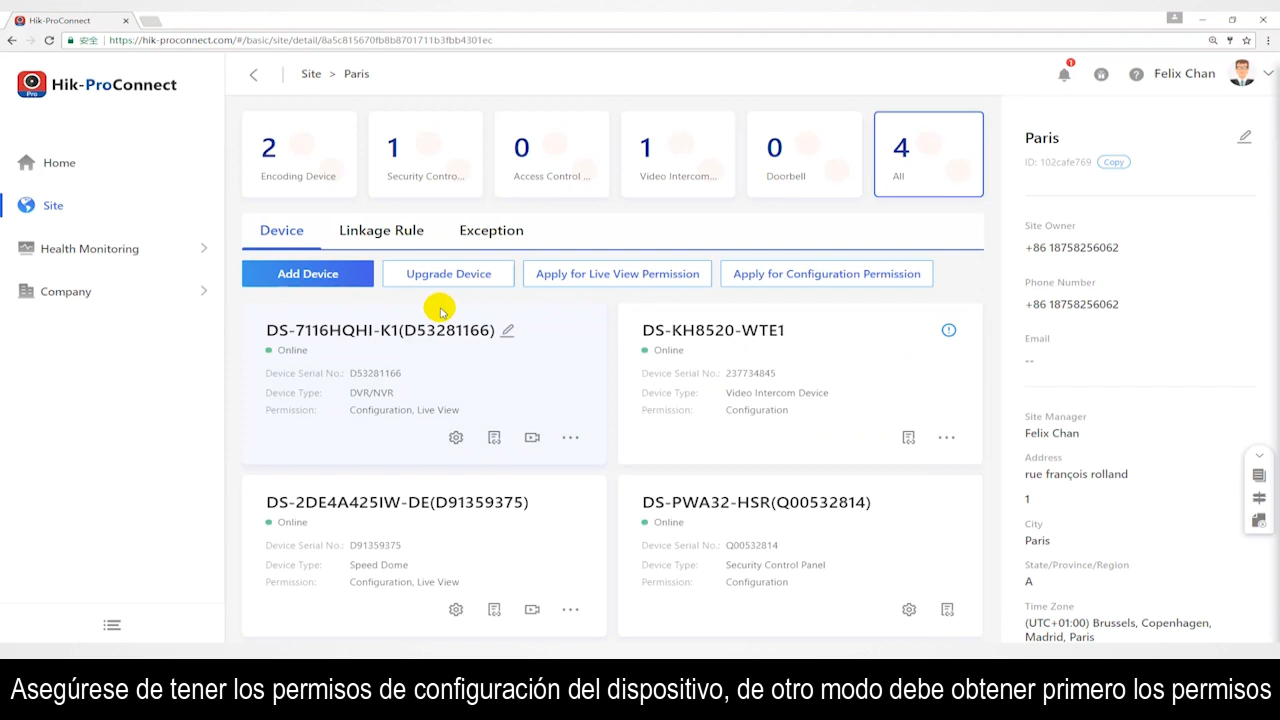 Hik-ProConnect
安全 https://hik-proconnect.com/#/basic/site/detail/8a5c815670fb8b8701711b3fbb4301ec
Hik-ProConnect
Site > Paris
1
Felix Chan
Home
Site
Health Monitoring
Company
2
Encoding Device
1
Security Contro...
0
Access Control ...
1
Video Intercom...
0
Doorbell
4
All
Device Linkage Rule Exception
Add Device Upgrade Device Apply for Live View Permission Apply for Configuration Permission
DS-7116HQHI-K1(D53281166)
Online
Device Serial No.: D53281166
Device Type: DVR/NVR
Permission: Configuration, Live View
DS-KH8520-WTE1
Online
Device Serial No.: 237734845
Device Type: Video Intercom Device
Permission: Configuration
DS-2DE4A425IW-DE(D91359375)
Online
Device Serial No.: D91359375
Device Type: Speed Dome
Permission: Configuration, Live View
DS-PWA32-HSR(Q00532814)
Online
Device Serial No.: Q00532814
Device Type: Security Control Panel
Permission: Configuration
Paris
ID: 102cafe769 Copy
Site Owner
+86 18758256062
Phone Number
+86 18758256062
Email
--
Site Manager
Felix Chan
Address
rue françois rolland
1
City
Paris
State/Province/Region
A
Time Zone
(UTC+01:00) Brussels, Copenhagen,
Madrid, Paris
Asegúrese de tener los permisos de configuración del dispositivo, de otro modo debe obtener primero los permisos